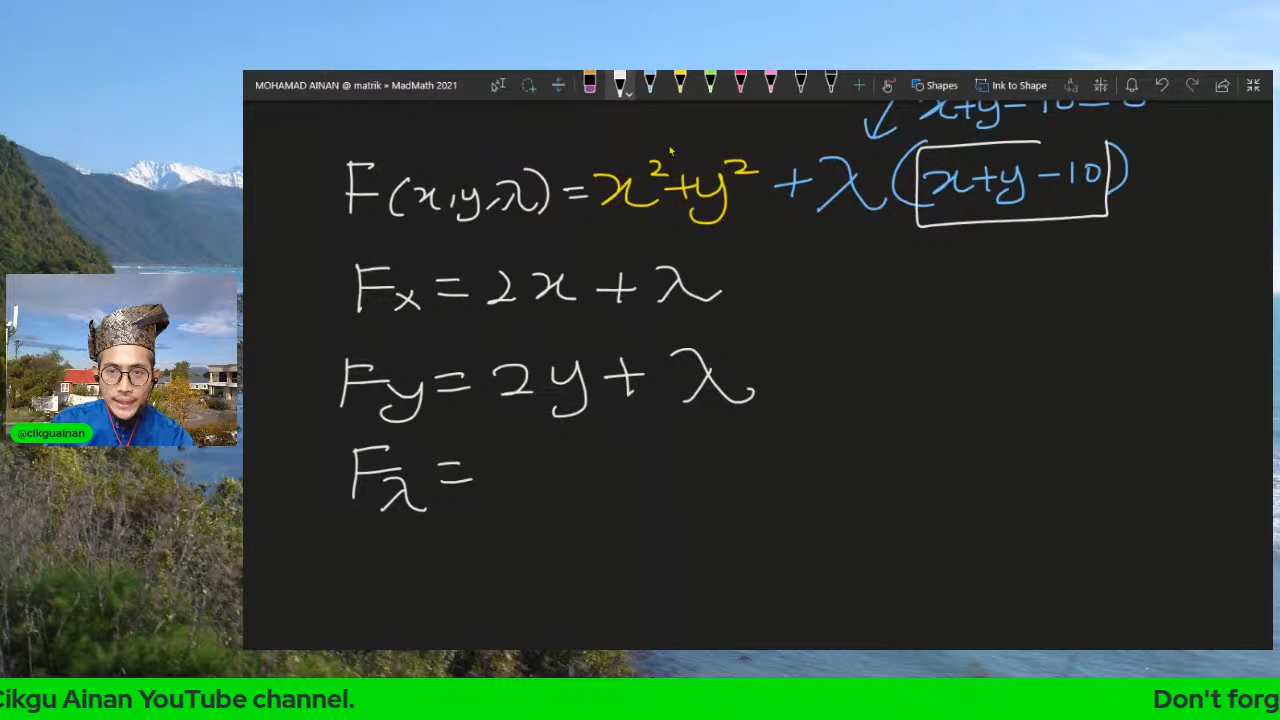 MOHAMAD AINAN @ matrik » MadMath 2021
Shapes
Ink to Shape
x+y-10=
F(x,y,λ) = x²+y² + λ(x+y-10)
Fx = 2x + λ
Fy = 2y + λ
@cikguainan
Fλ =
Cikgu Ainan YouTube channel.
Don't forg